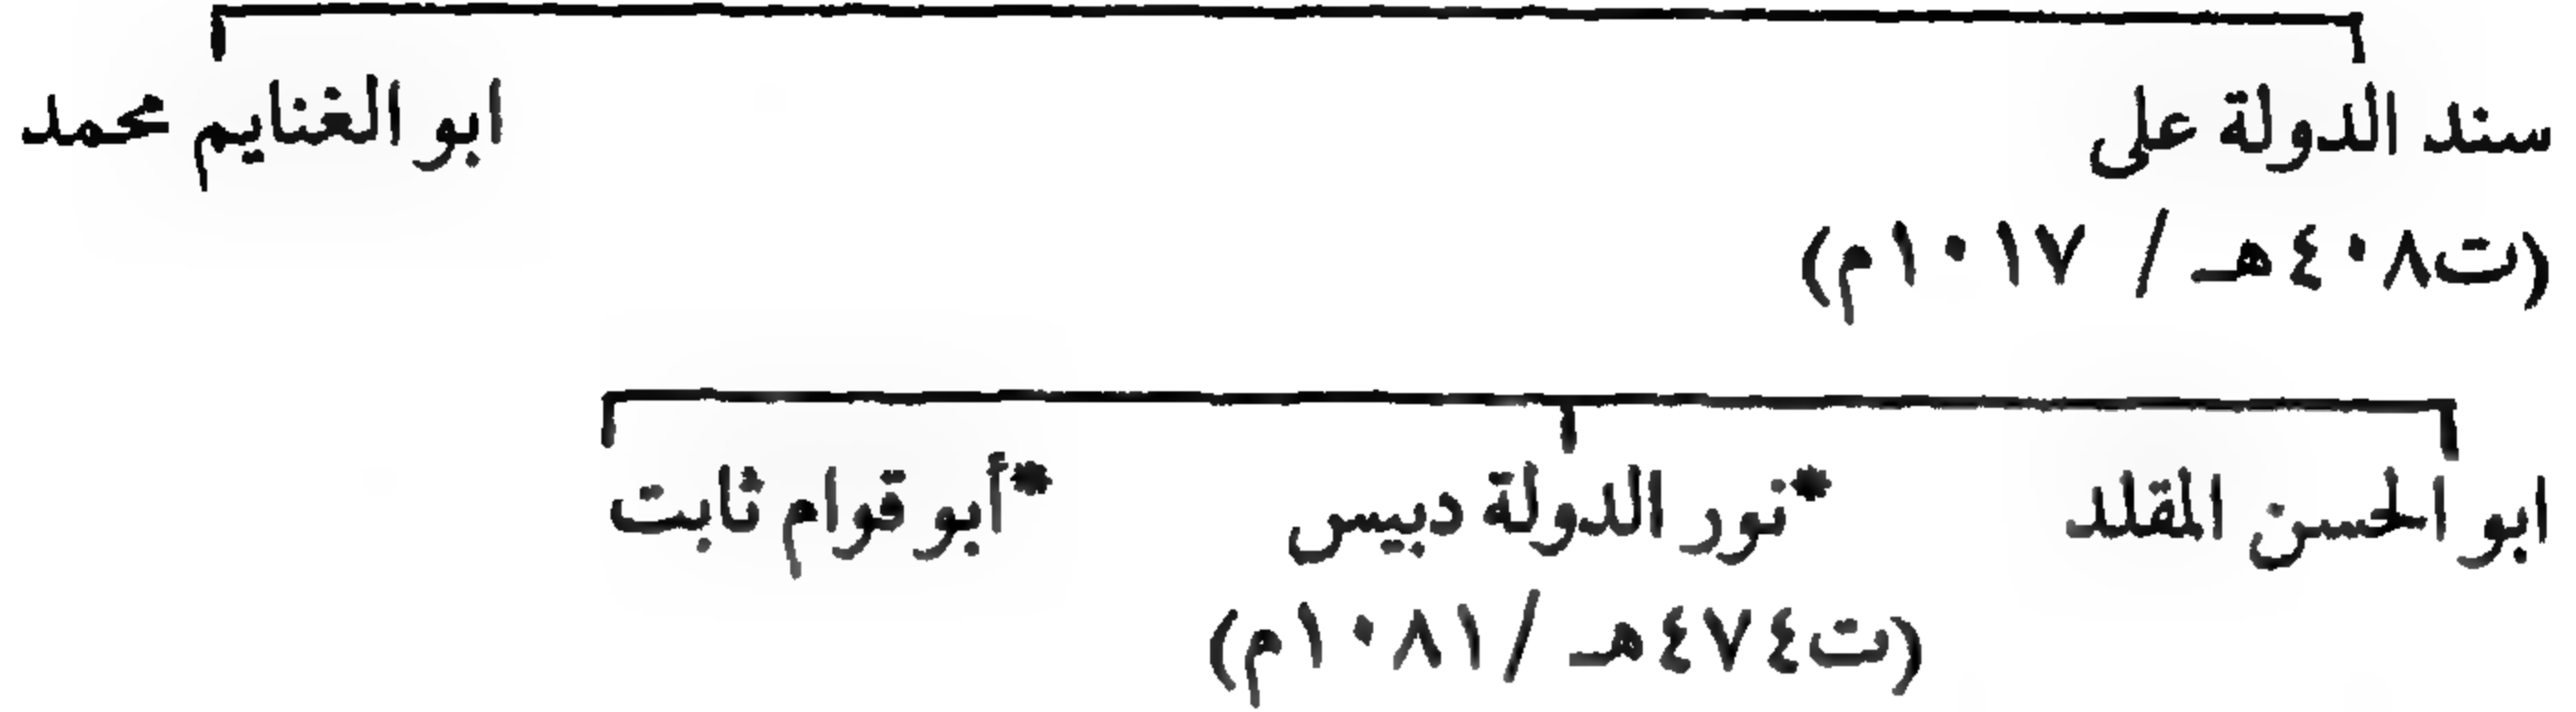 سند الدولة على ابو الغنايم محمد
(ت٤٠٨هـ / ١٠١٧م)
ابو الحسن المقلد *نور الدولة دبيس *أبو قوام ثابت
(ت٤٧٤هـ /١٠٨١م)